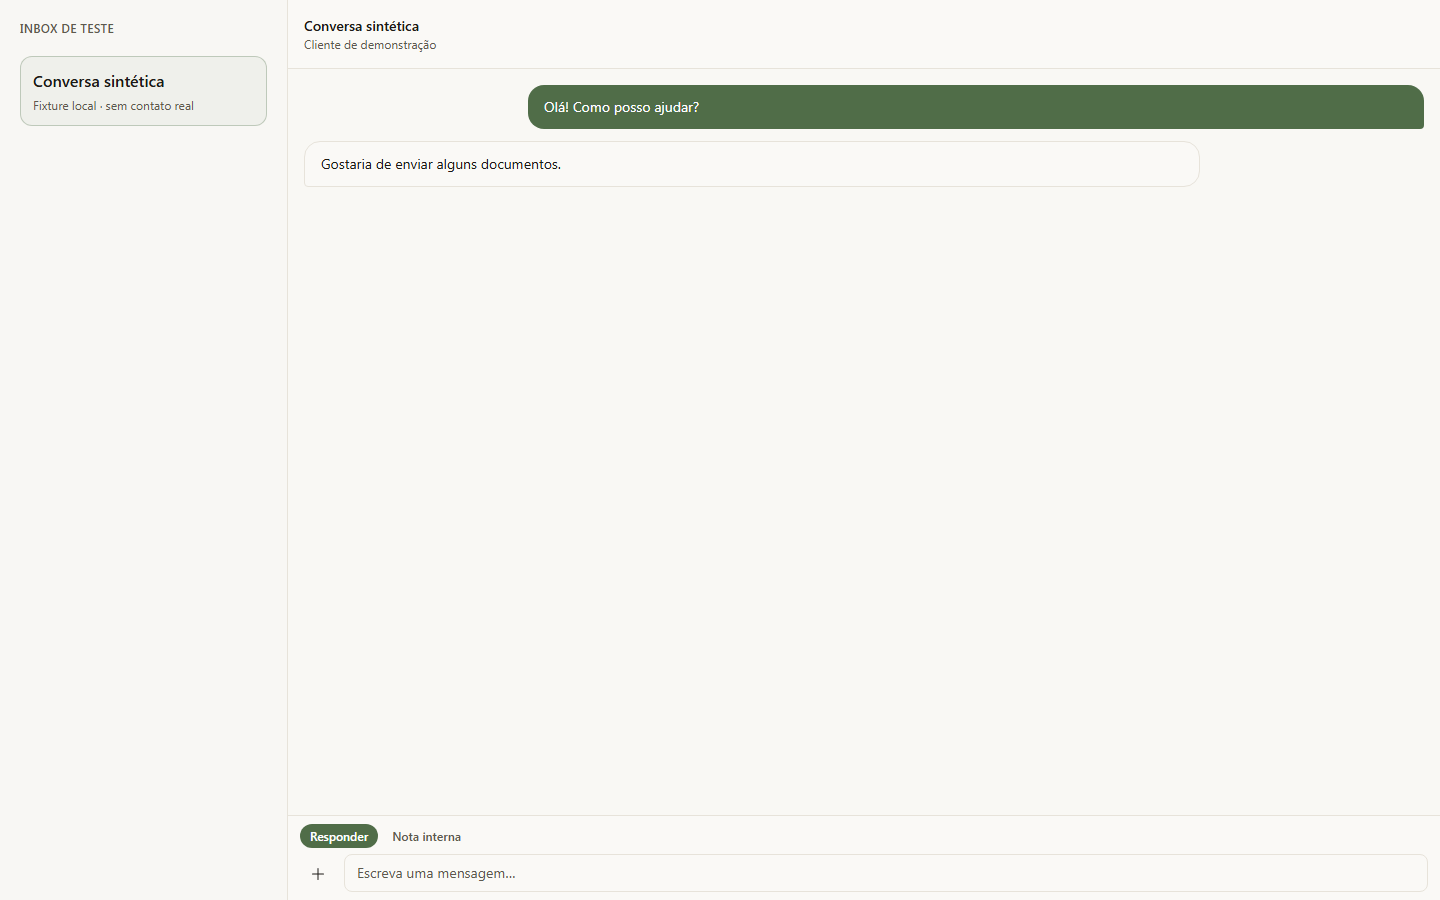 INBOX DE TESTE
Conversa sintética
Fixture local · sem contato real
Conversa sintética
Cliente de demonstração
Olá! Como posso ajudar?
Gostaria de enviar alguns documentos.
Responder
Nota interna
Escreva uma mensagem...